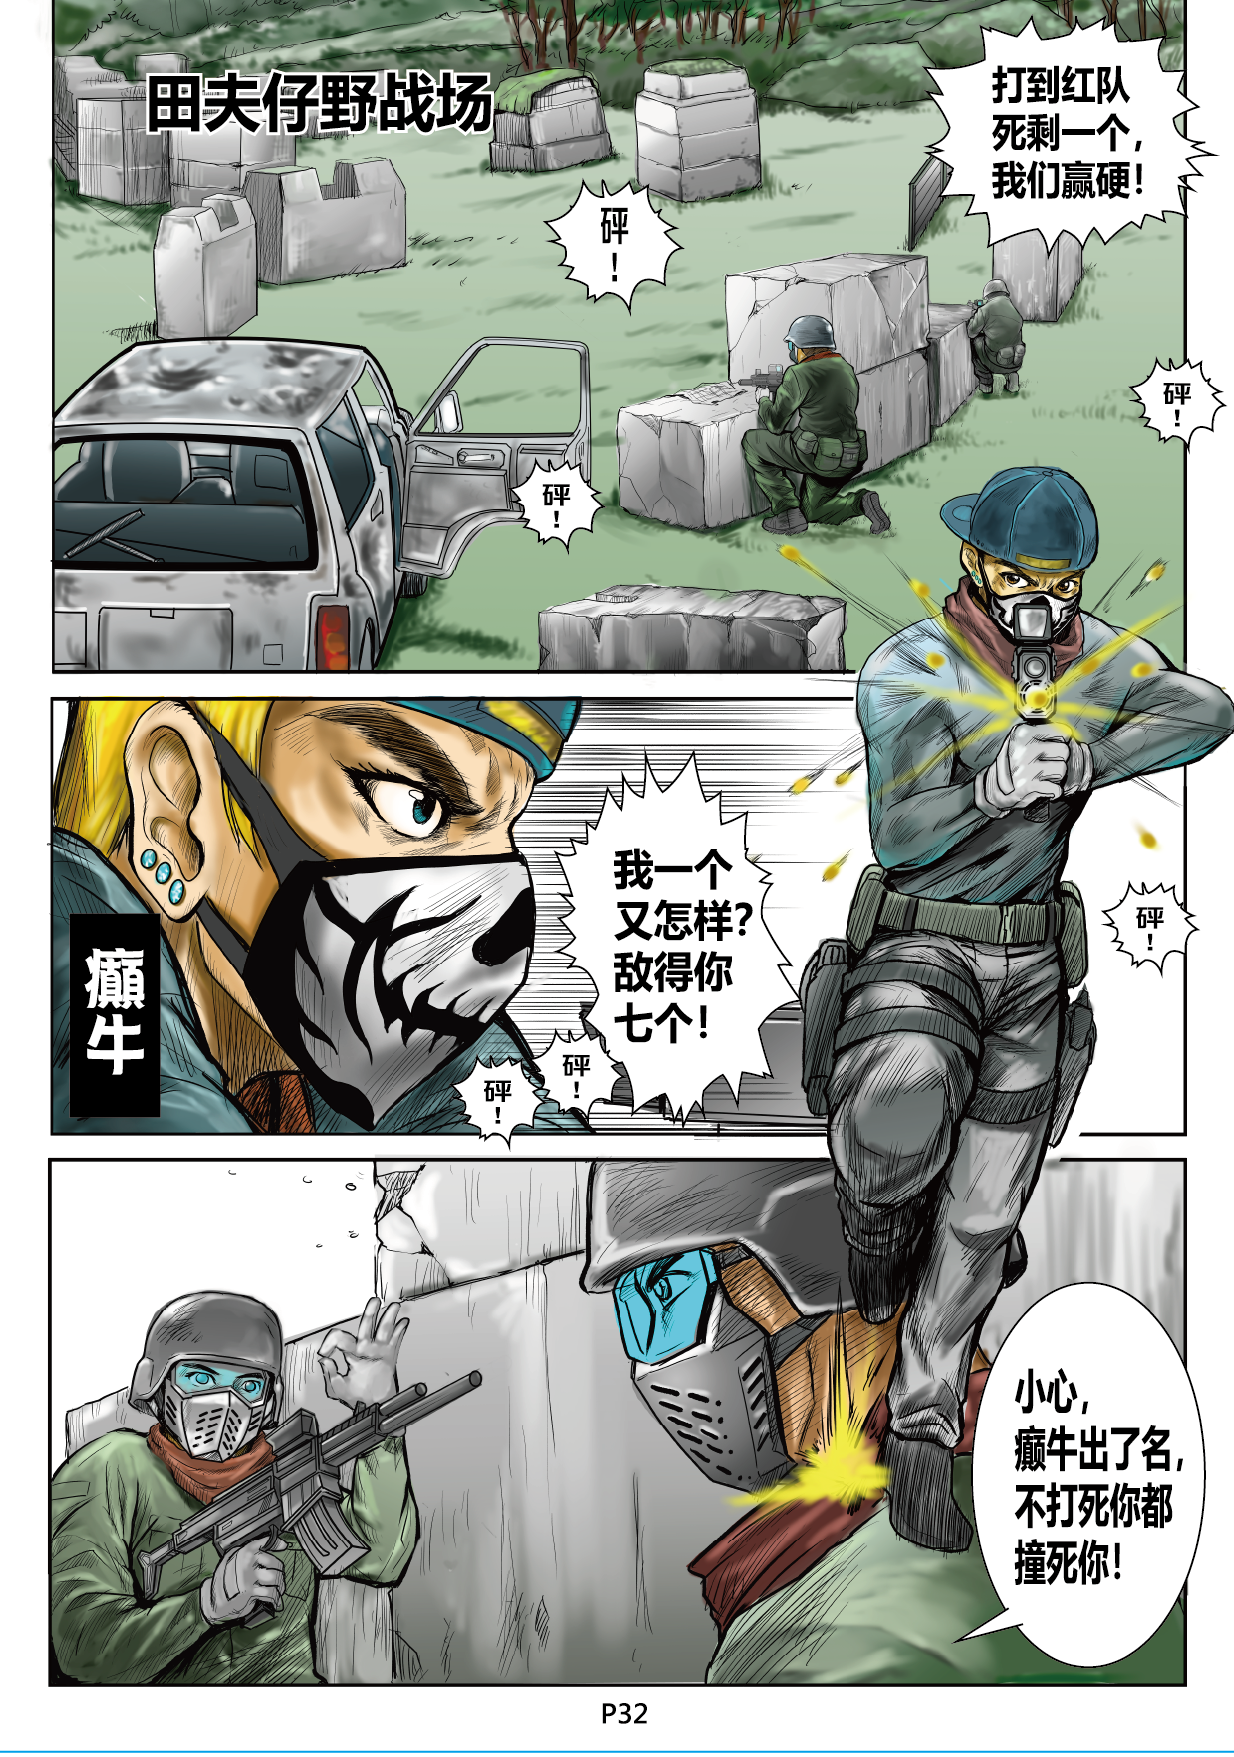 田夫仔野战场
打到红队
死剩一个，
我们赢硬！
砰
！
砰
！
砰
！
我一个
又怎样？
敌得你
七个！
癲
牛
砰
！
砰
！
砰
！
小心，
癫牛出了名，
不打死你都
撞死你！
P32